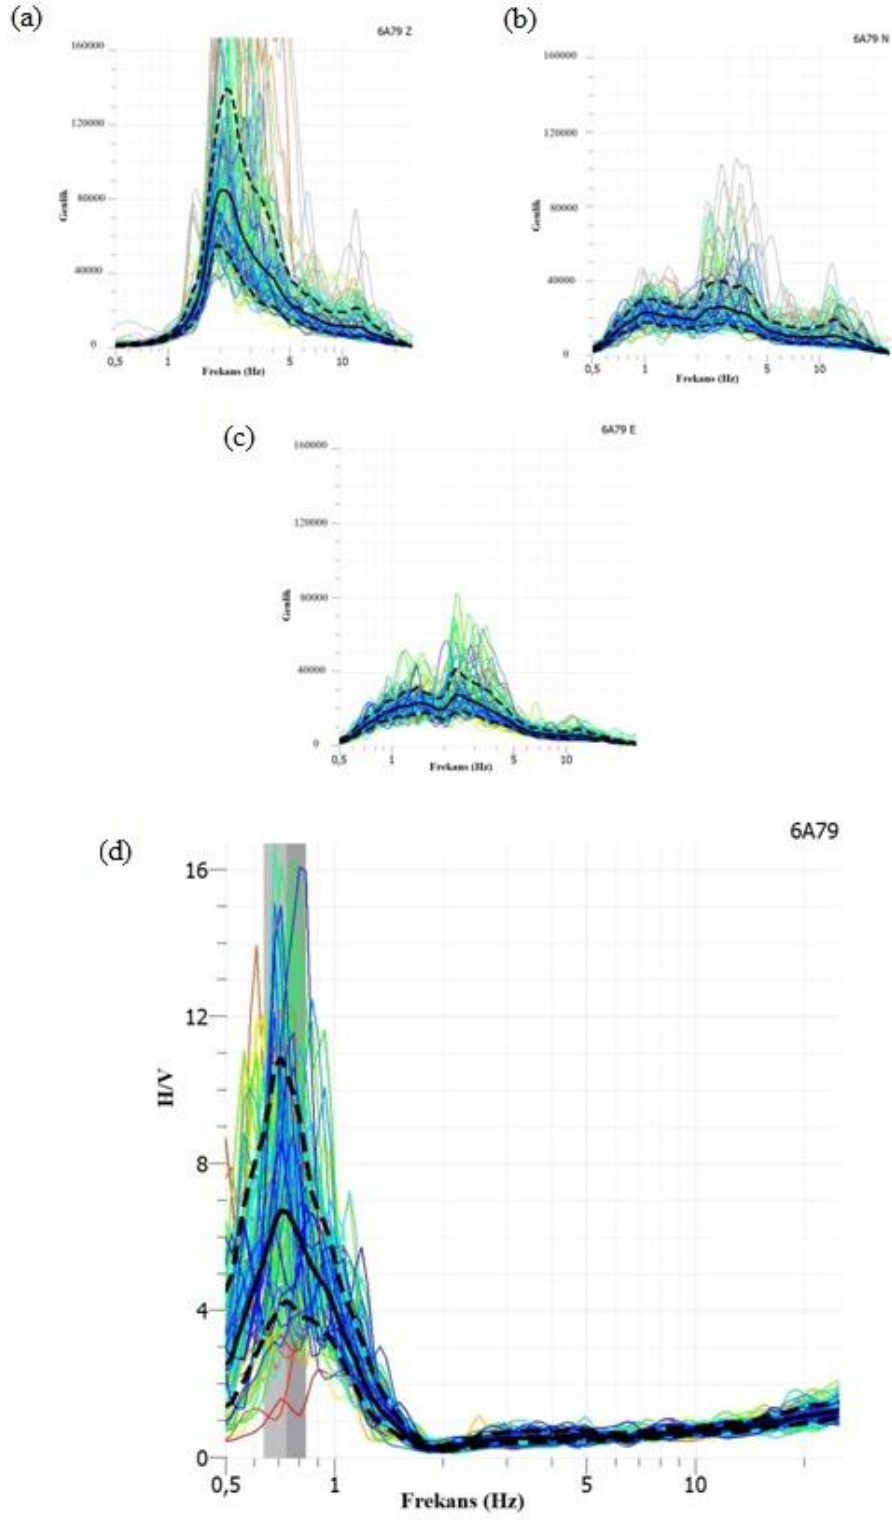 (a)
6A79 Z
160000
120000
80000
40000
0
Genlik
0,5 1 5 10
Frekans (Hz)
(b)
6A79 N
160000
120000
80000
40000
0
Genlik
0,5 1 5 10
Frekans (Hz)
(c)
6A79 E
160000
120000
80000
40000
0
Genlik
0,5 1 5 10
Frekans (Hz)
(d)
6A79
16
12
8
4
0
H/V
0,5 1 5 10
Frekans (Hz)